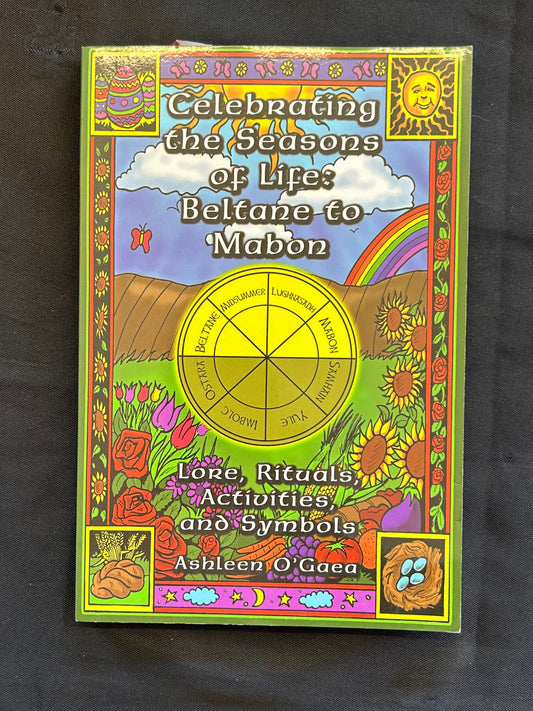 Celebrating
the Seasons
of Life:
Beltane to
Mabon
BELTANE
MIDSUMMER
LUGHNASADH
MABON
SAMHAIN
YULE
IMBOLC
OSTARA
Lore, Rituals,
Activities,
and Symbols
Ashleen O'Gaea